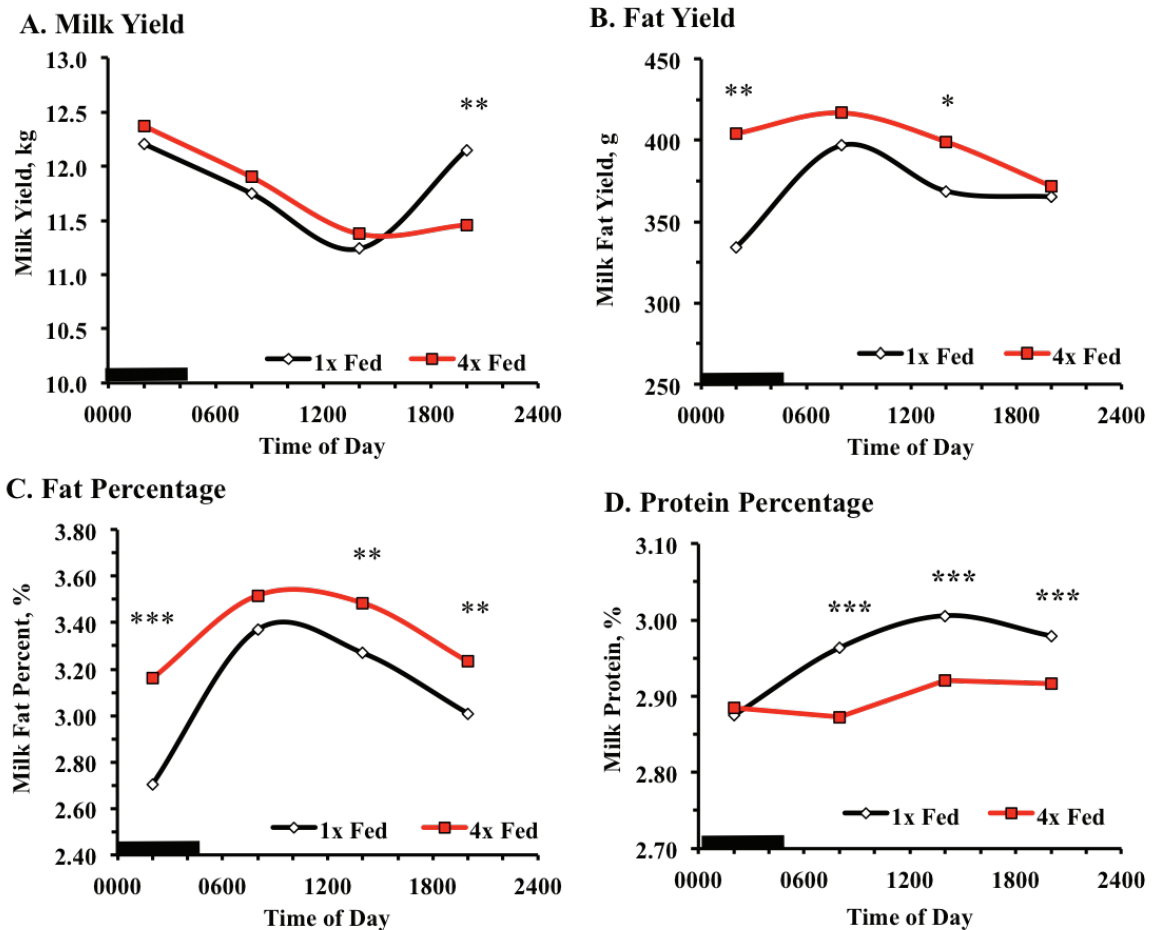 A. Milk Yield
13.0
12.5
12.0
11.5
11.0
10.5
10.0
Milk Yield, kg
**
1x Fed
4x Fed
0000 0600 1200 1800 2400
Time of Day
B. Fat Yield
450
400
350
300
250
Milk Fat Yield, g
** *
1x Fed
4x Fed
0000 0600 1200 1800 2400
Time of Day
C. Fat Percentage
3.80
3.60
3.40
3.20
3.00
2.80
2.60
2.40
Milk Fat Percent, %
*** ** **
1x Fed
4x Fed
0000 0600 1200 1800 2400
Time of Day
D. Protein Percentage
3.10
3.00
2.90
2.80
2.70
Milk Protein, %
*** *** ***
1x Fed
4x Fed
0000 0600 1200 1800 2400
Time of Day